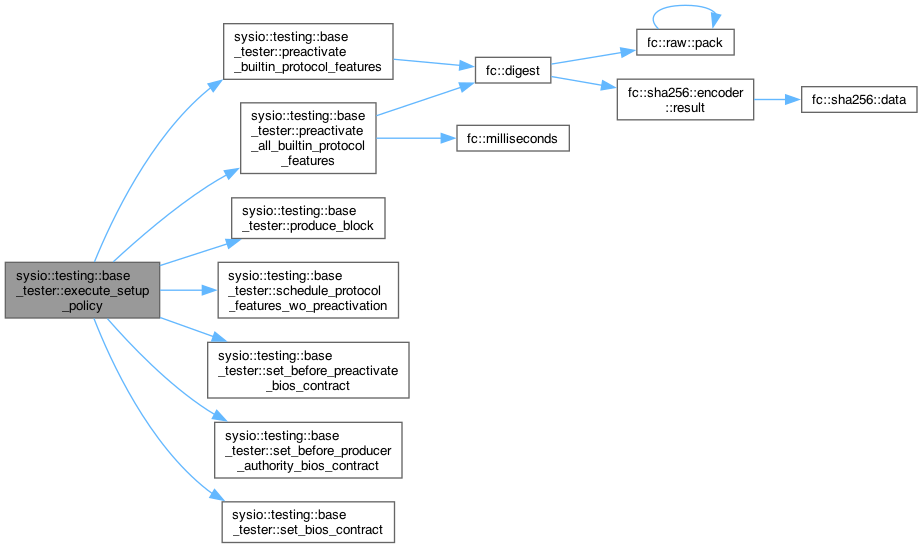 sysio::testing::base
_tester::execute_setup
_policy
sysio::testing::base
_tester::preactivate
_builtin_protocol_features
sysio::testing::base
_tester::preactivate
_all_builtin_protocol
_features
sysio::testing::base
_tester::produce_block
sysio::testing::base
_tester::schedule_protocol
_features_wo_preactivation
sysio::testing::base
_tester::set_before_preactivate
_bios_contract
sysio::testing::base
_tester::set_before_producer
_authority_bios_contract
sysio::testing::base
_tester::set_bios_contract
fc::digest
fc::milliseconds
fc::raw::pack
fc::sha256::encoder
::result
fc::sha256::data